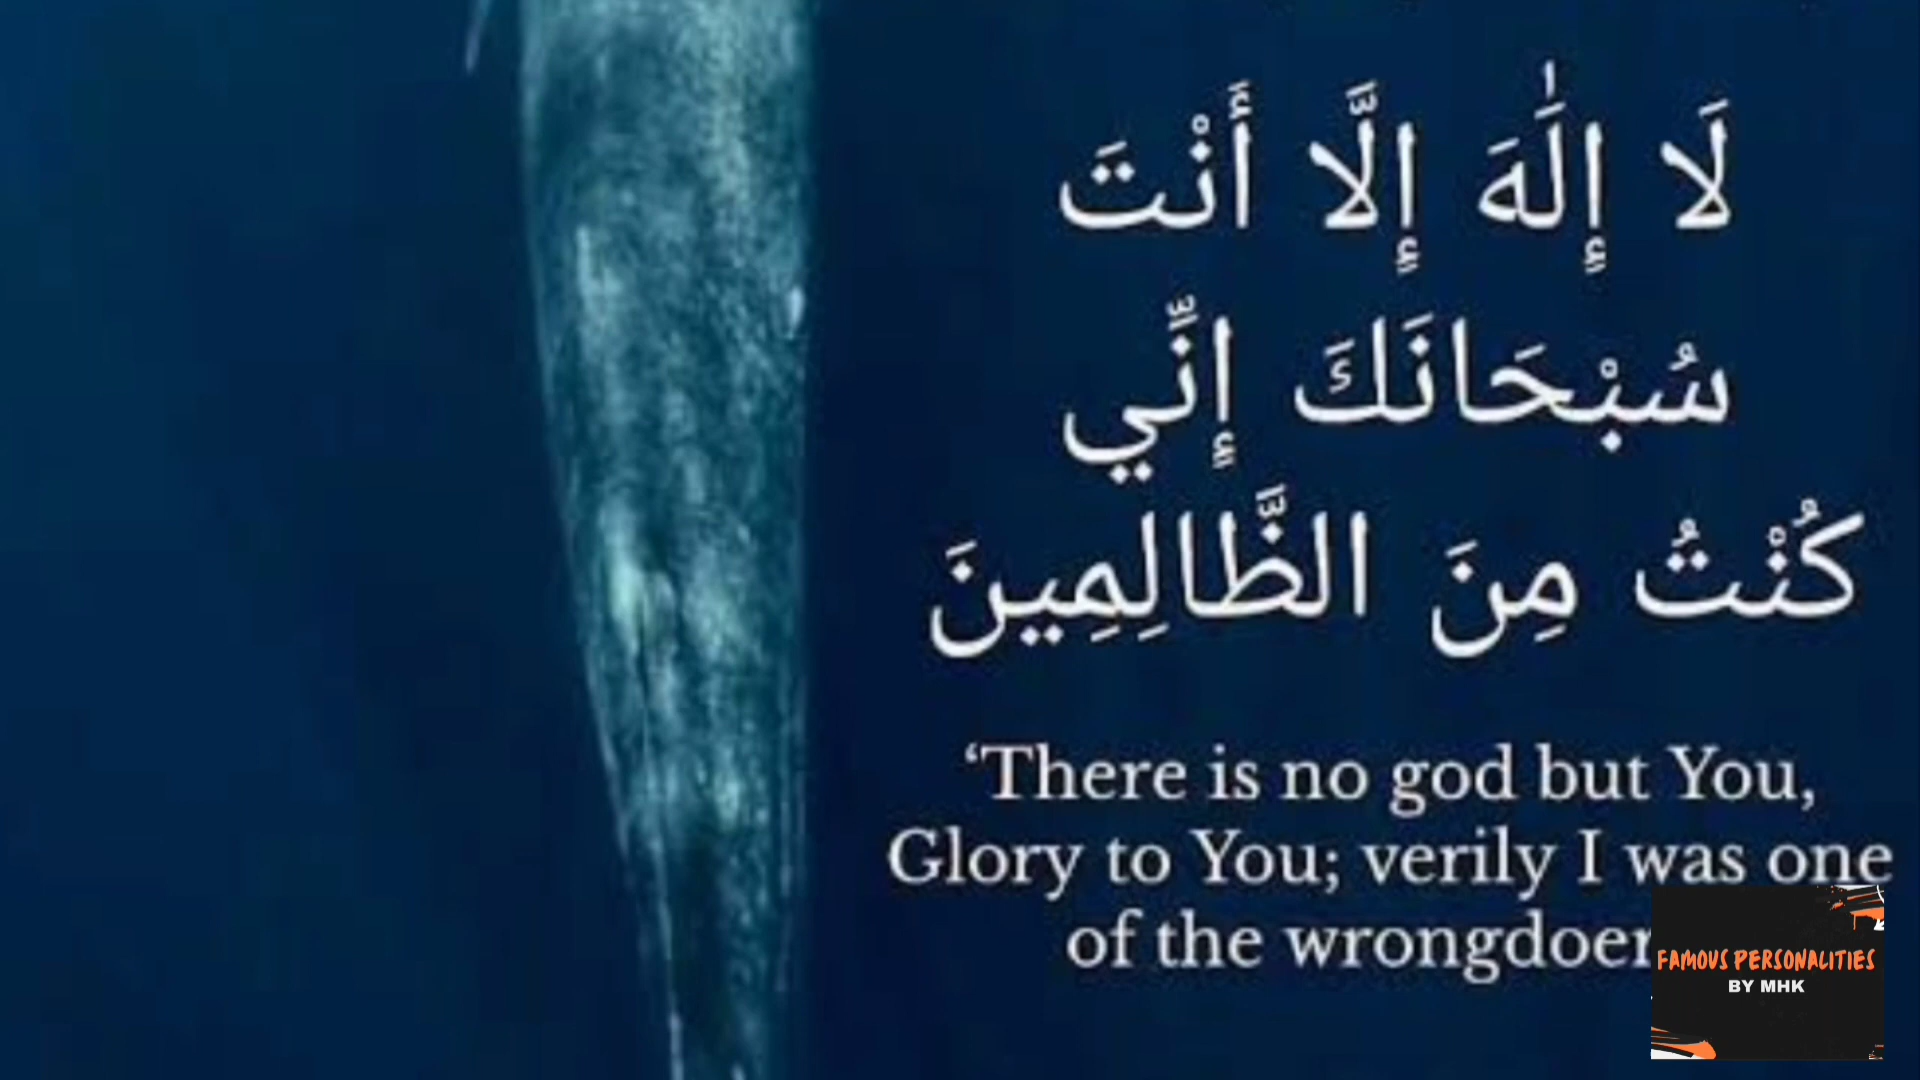 لَا إِلَٰهَ إِلَّا أَنْتَ
سُبْحَانَكَ إِنِّي
كُنْتُ مِنَ الظَّالِمِينَ
‘There is no god but You,
Glory to You; verily I was one
of the wrongdoer
FAMOUS PERSONALITIES
BY MHK